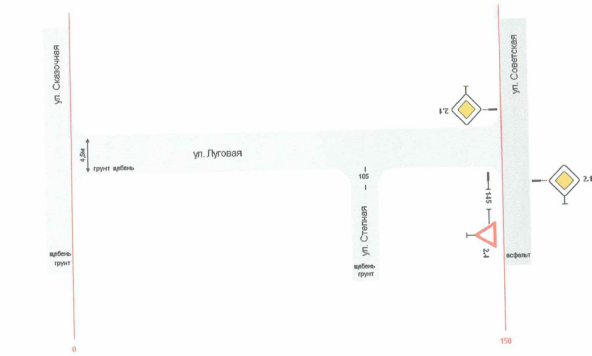 ул. Сказочная
ул. Советская
2.1
ул. Луговая
4,5м
грунт щебень
105
2.1
145
ул. Степная
2.4
щебень
грунт
щебень
грунт
асфальт
0
150